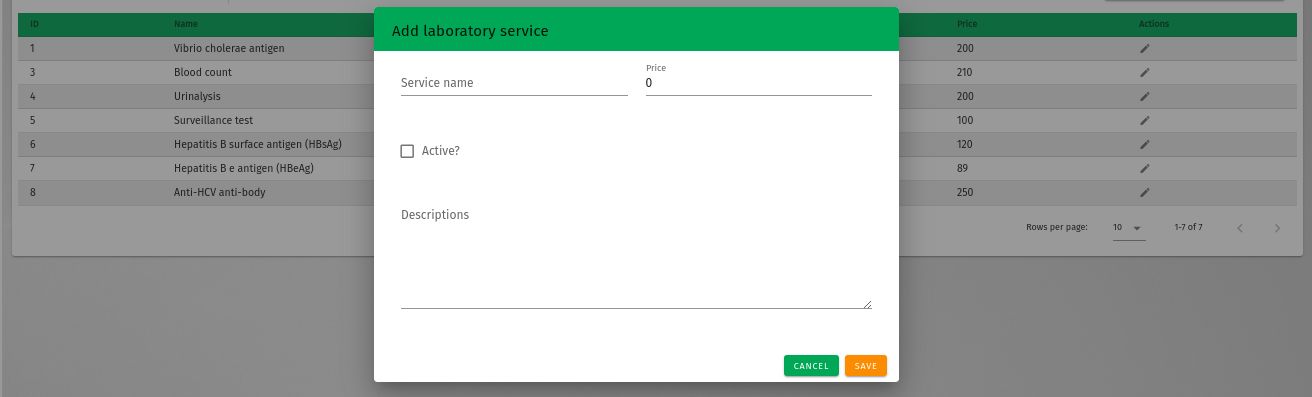 ID Name Price Actions
Add laboratory service
1 Vibrio cholerae antigen 200
3 Blood count 210
4 Urinalysis 200
5 Surveillance test 100
6 Hepatitis B surface antigen (HBsAg) 120
7 Hepatitis B e antigen (HBeAg) 89
8 Anti-HCV anti-body 250
Rows per page: 10 1-7 of 7
Service name
Price
0
Active?
Descriptions
CANCEL SAVE